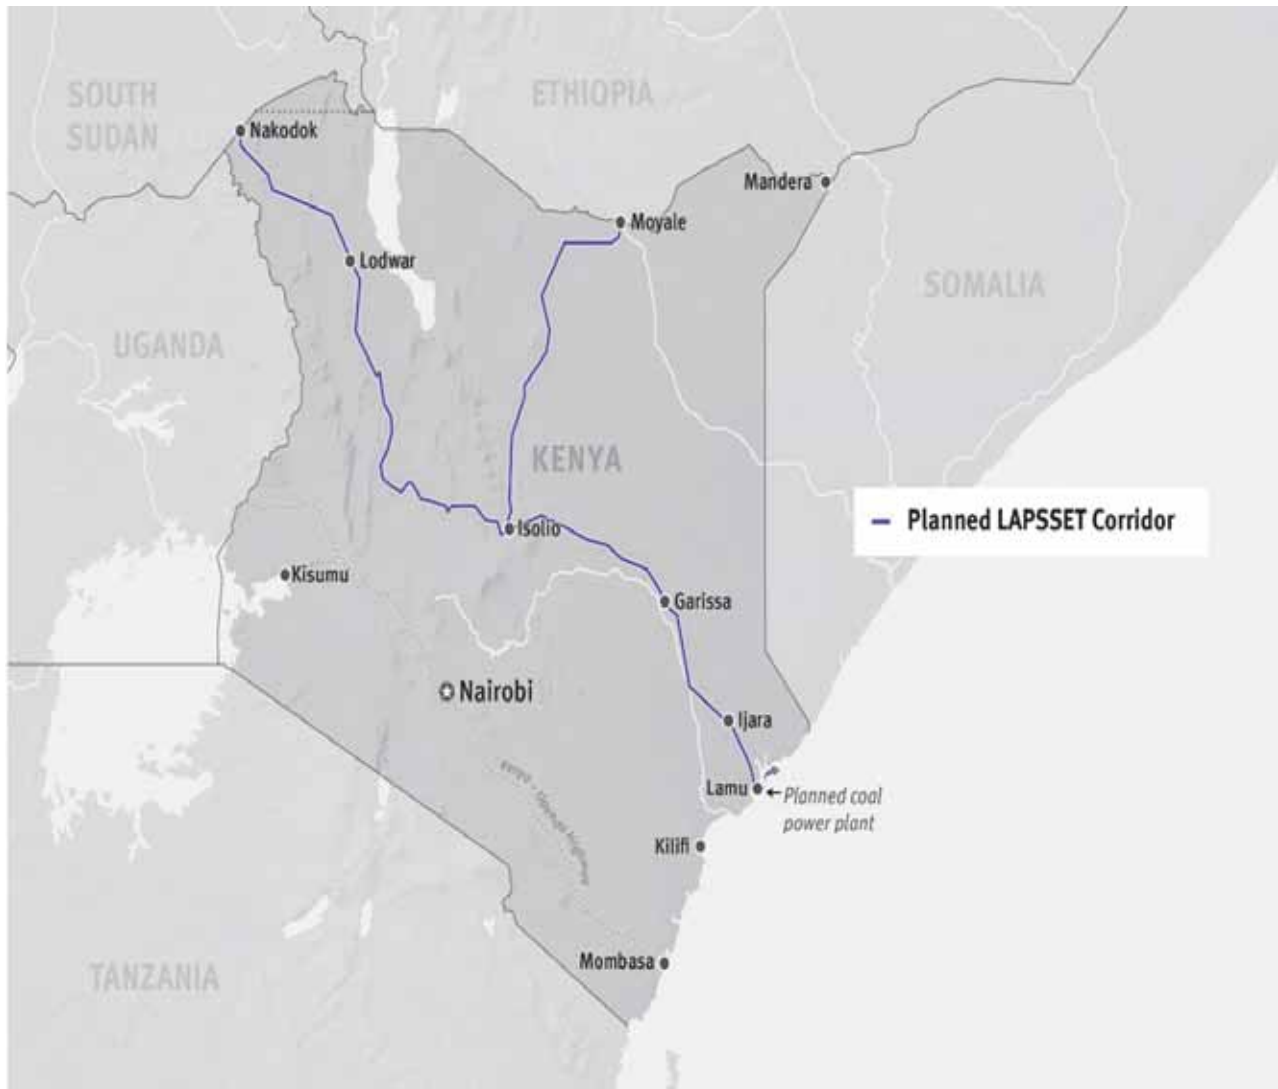 SOUTH
SUDAN
ETHIOPIA
Nakodok
Mandera
Moyale
Lodwar
SOMALIA
UGANDA
KENYA
Planned LAPSSET Corridor
Isolio
Kisumu
Garissa
Nairobi
Ijara
Lamu
Planned coal
power plant
Kilifi
Mombasa
TANZANIA